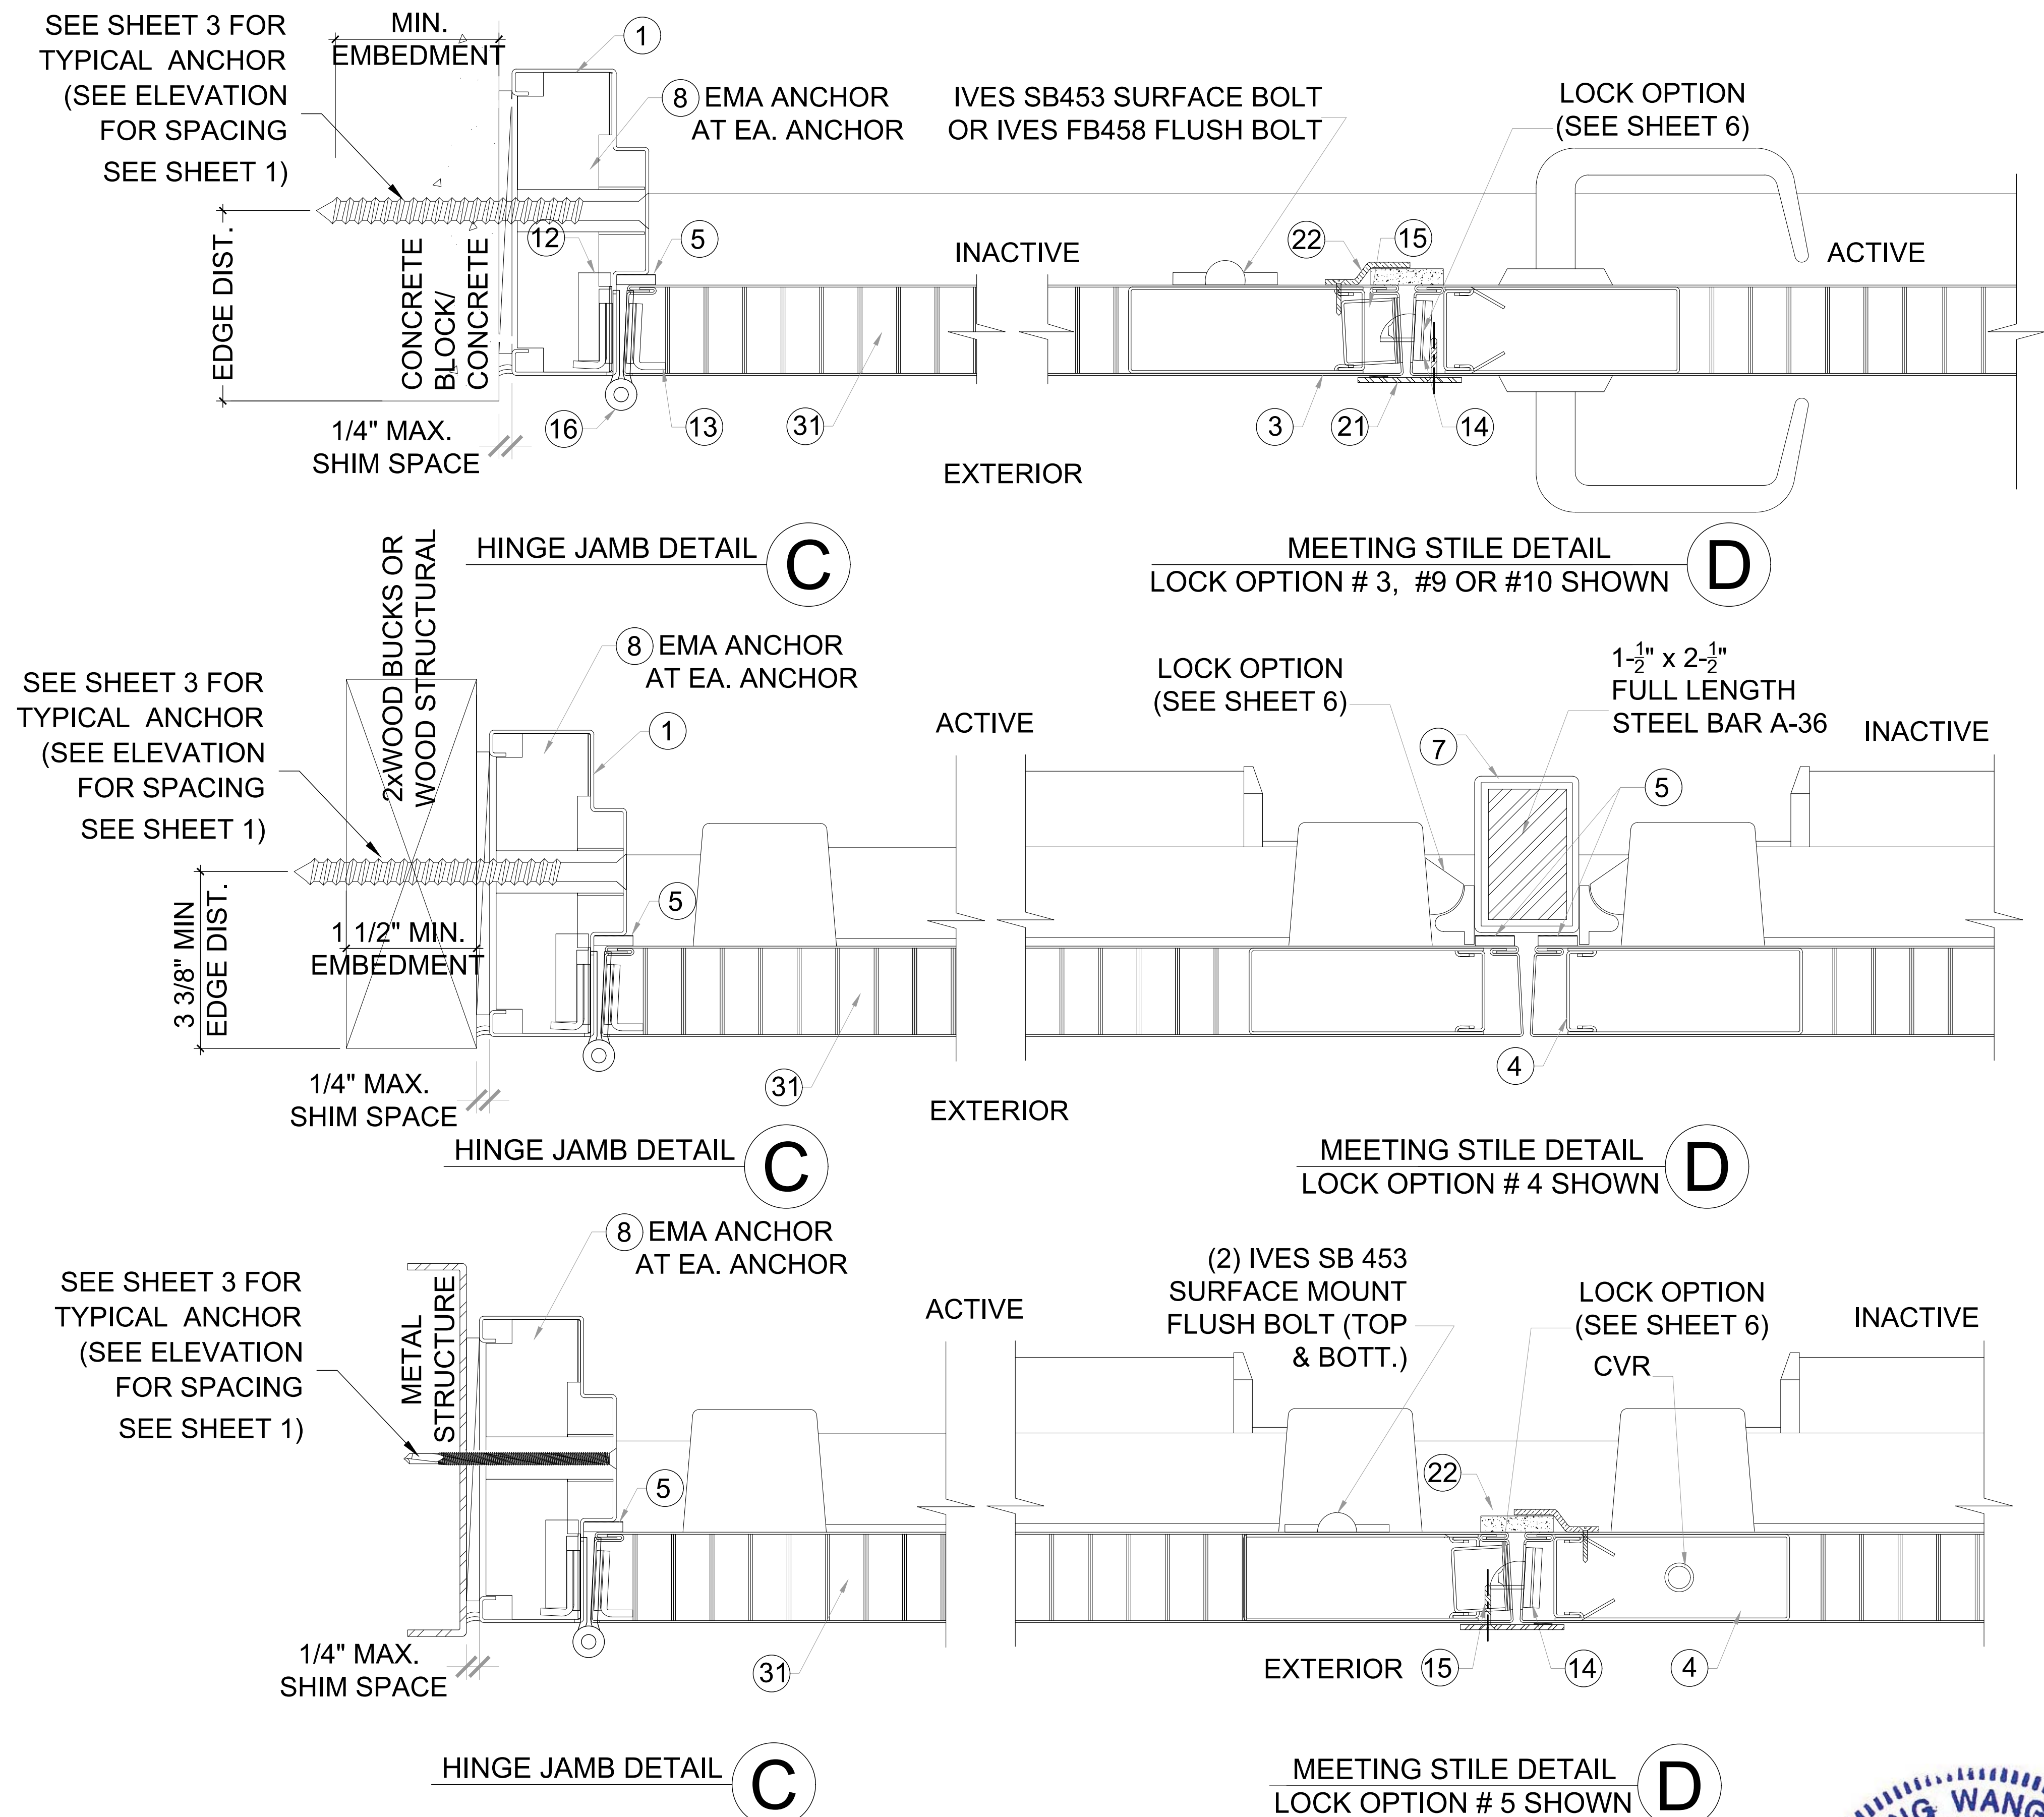 SEE SHEET 3 FOR
TYPICAL ANCHOR
(SEE ELEVATION
FOR SPACING
SEE SHEET 1)
MIN.
EMBEDMENT
1
8 EMA ANCHOR
AT EA. ANCHOR
IVES SB453 SURFACE BOLT
OR IVES FB458 FLUSH BOLT
LOCK OPTION
(SEE SHEET 6)
EDGE DIST.
CONCRETE
BLOCK/
CONCRETE
12
5
INACTIVE
22
15
ACTIVE
1/4" MAX.
SHIM SPACE
16
13
31
3
21
14
EXTERIOR
HINGE JAMB DETAIL
C
MEETING STILE DETAIL
LOCK OPTION # 3, #9 OR #10 SHOWN
D
SEE SHEET 3 FOR
TYPICAL ANCHOR
(SEE ELEVATION
FOR SPACING
SEE SHEET 1)
2xWOOD BUCKS OR
WOOD STRUCTURAL
8 EMA ANCHOR
AT EA. ANCHOR
1
ACTIVE
LOCK OPTION
(SEE SHEET 6)
1-1/2" x 2-1/2"
FULL LENGTH
STEEL BAR A-36
INACTIVE
7
5
5
3 3/8" MIN
EDGE DIST.
1 1/2" MIN.
EMBEDMENT
1/4" MAX.
SHIM SPACE
31
4
EXTERIOR
HINGE JAMB DETAIL
C
MEETING STILE DETAIL
LOCK OPTION # 4 SHOWN
D
SEE SHEET 3 FOR
TYPICAL ANCHOR
(SEE ELEVATION
FOR SPACING
SEE SHEET 1)
METAL
STRUCTURE
8 EMA ANCHOR
AT EA. ANCHOR
ACTIVE
(2) IVES SB 453
SURFACE MOUNT
FLUSH BOLT (TOP
& BOTT.)
LOCK OPTION
(SEE SHEET 6)
CVR
INACTIVE
5
22
1/4" MAX.
SHIM SPACE
31
EXTERIOR
15
14
4
HINGE JAMB DETAIL
C
MEETING STILE DETAIL
LOCK OPTION # 5 SHOWN
D
WANG